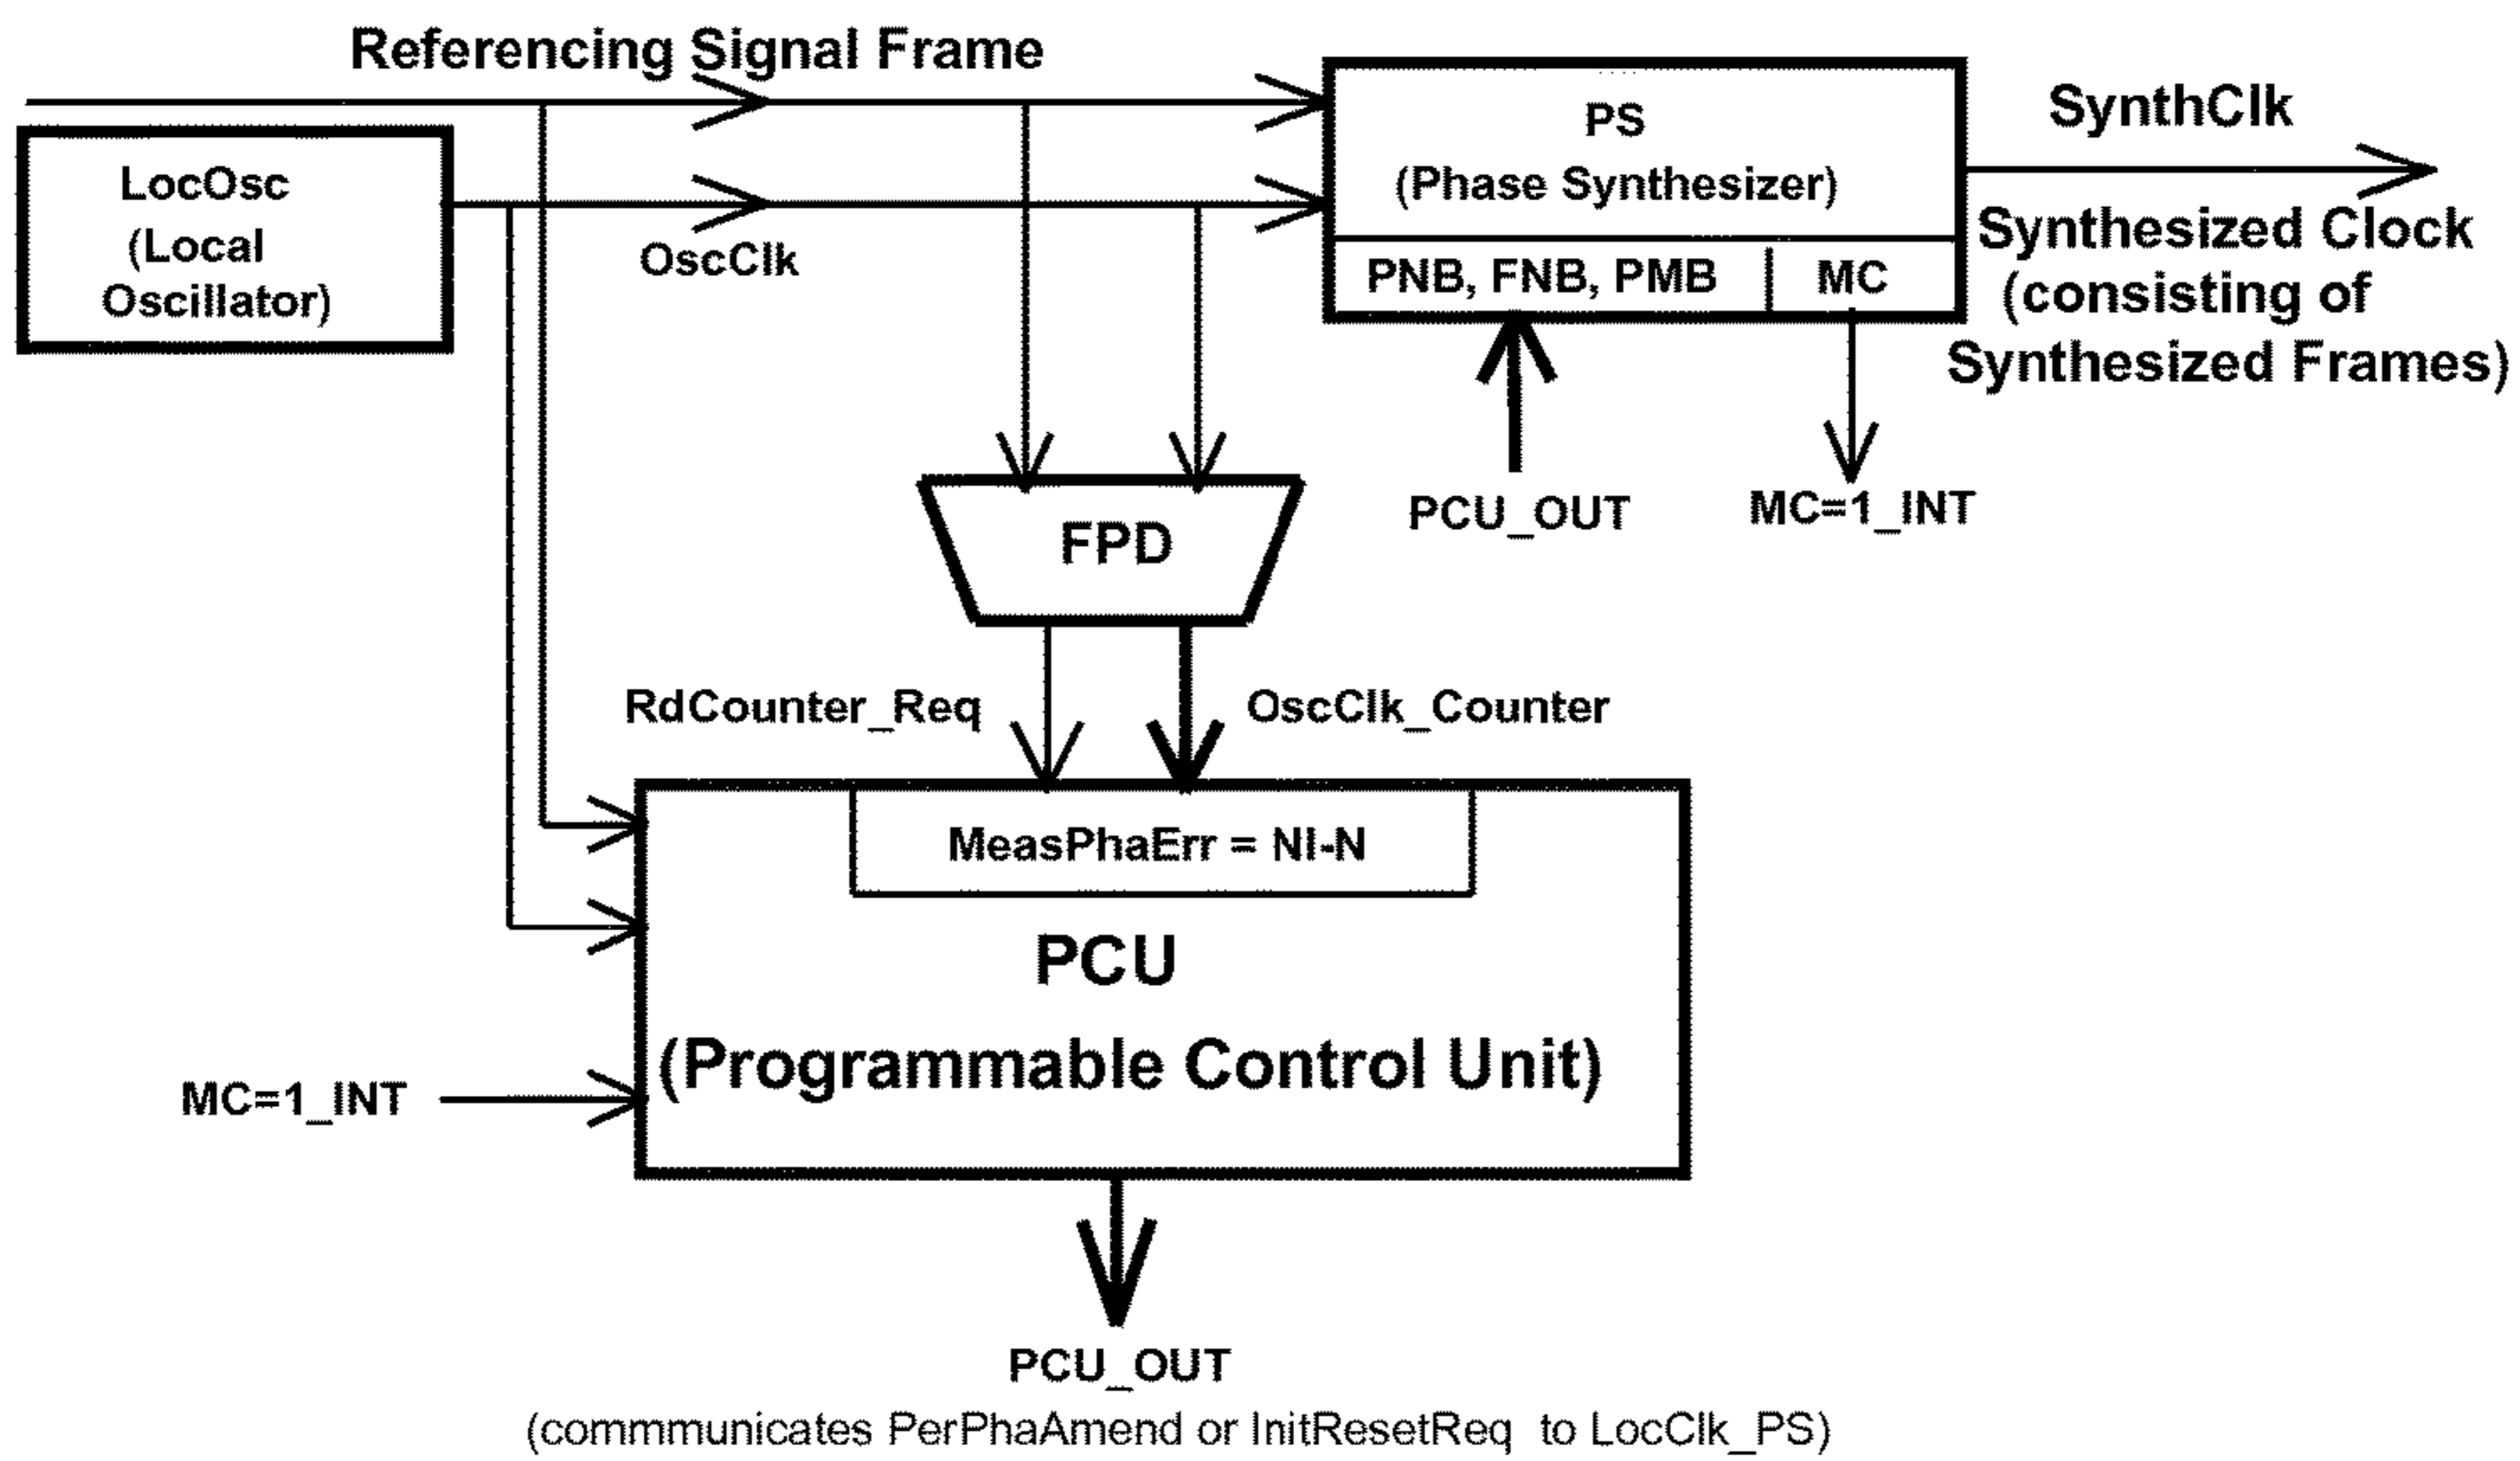 Referencing Signal Frame
LocOsc
(Local
Oscillator)
OscClk
PS
(Phase Synthesizer)
PNB, FNB, PMB
MC
SynthClk
Synthesized Clock
(consisting of
Synthesized Frames)
PCU_OUT
MC=1_INT
FPD
RdCounter_Req
OscClk_Counter
MeasPhaErr = NI-N
PCU
(Programmable Control Unit)
MC=1_INT
PCU_OUT
(commmunicates PerPhaAmend or InitResetReq to LocClk_PS)